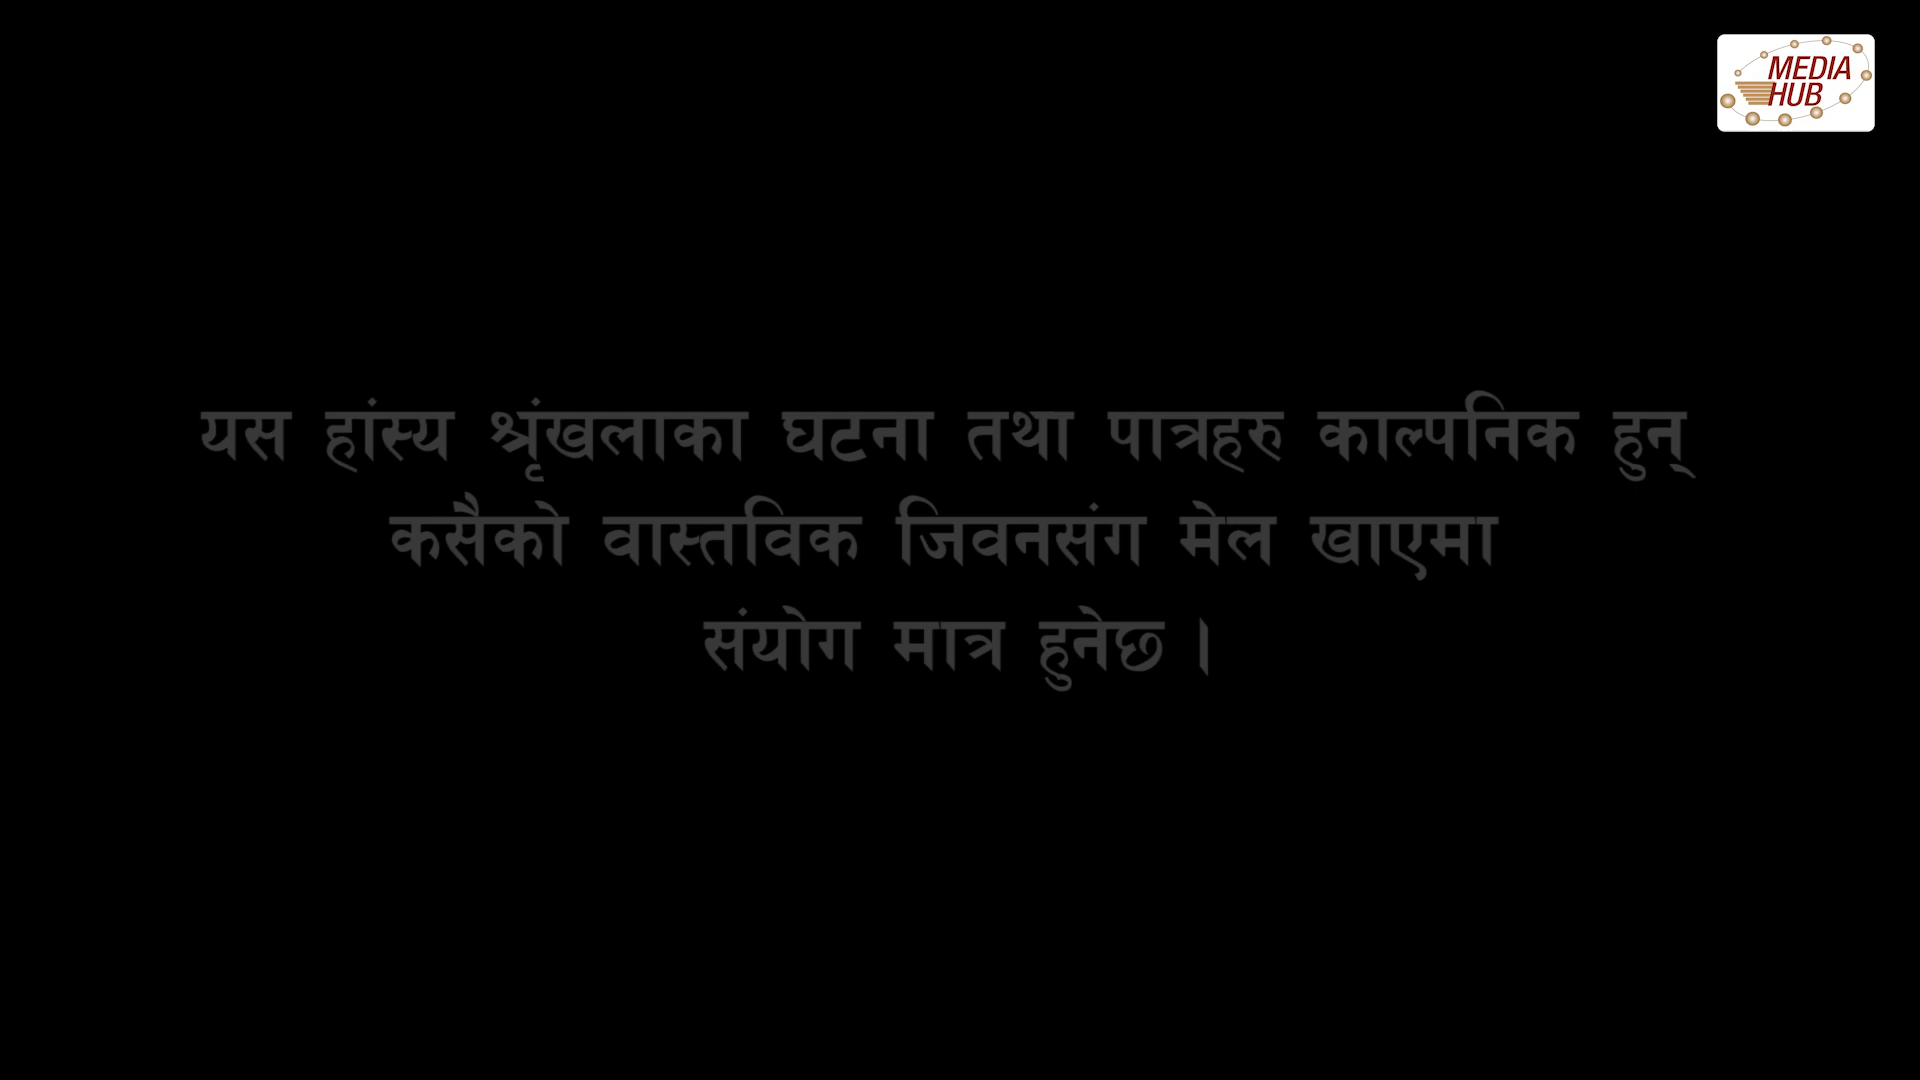 MEDIA
HUB
यस हांस्य श्रृंखलाका घटना तथा पात्रहरु काल्पनिक हुन्
कसैको वास्तविक जिवनसंग मेल खाएमा
संयोग मात्र हुनेछ ।